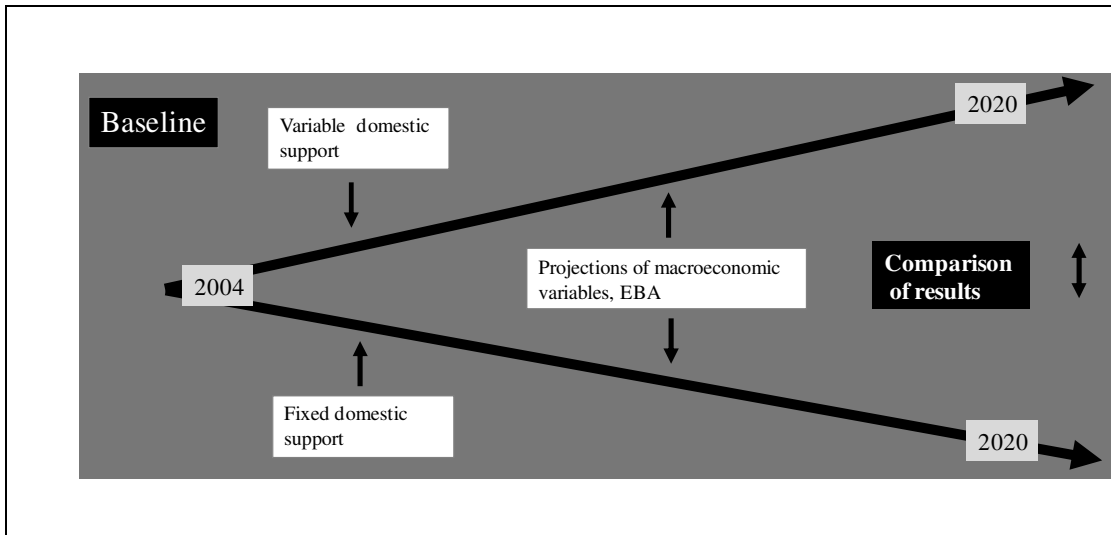 Baseline
Variable domestic
support
2020
2004
Projections of macroeconomic
variables, EBA
Comparison
of results
Fixed domestic
support
2020